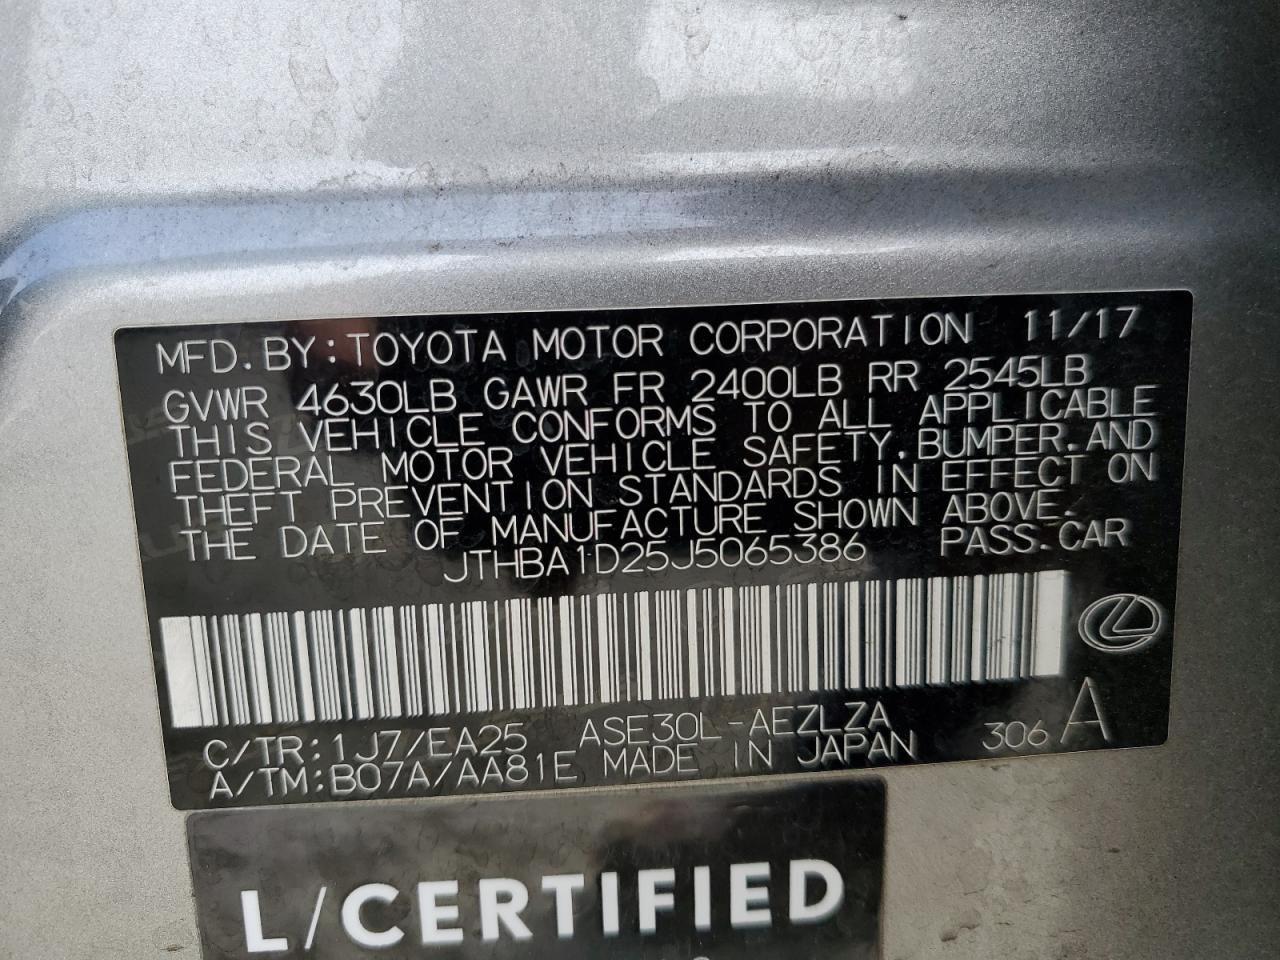 MFD. BY: TOYOTA MOTOR CORPORATION 11/17
GVWR 4630LB GAWR FR 2400LB RR 2545LB
THIS VEHICLE CONFORMS TO ALL APPLICABLE
FEDERAL MOTOR VEHICLE SAFETY. BUMPER. AND
THEFT PREVENTION STANDARDS IN EFFECT ON
THE DATE OF MANUFACTURE SHOWN ABOVE.
JTHBA1D25J5065386 PASS. CAR
C/TR: 1J7/EA25 ASE30L-AEZLZA
A/TM: B07A/AA81E MADE IN JAPAN 306 A
L/CERTIFIED